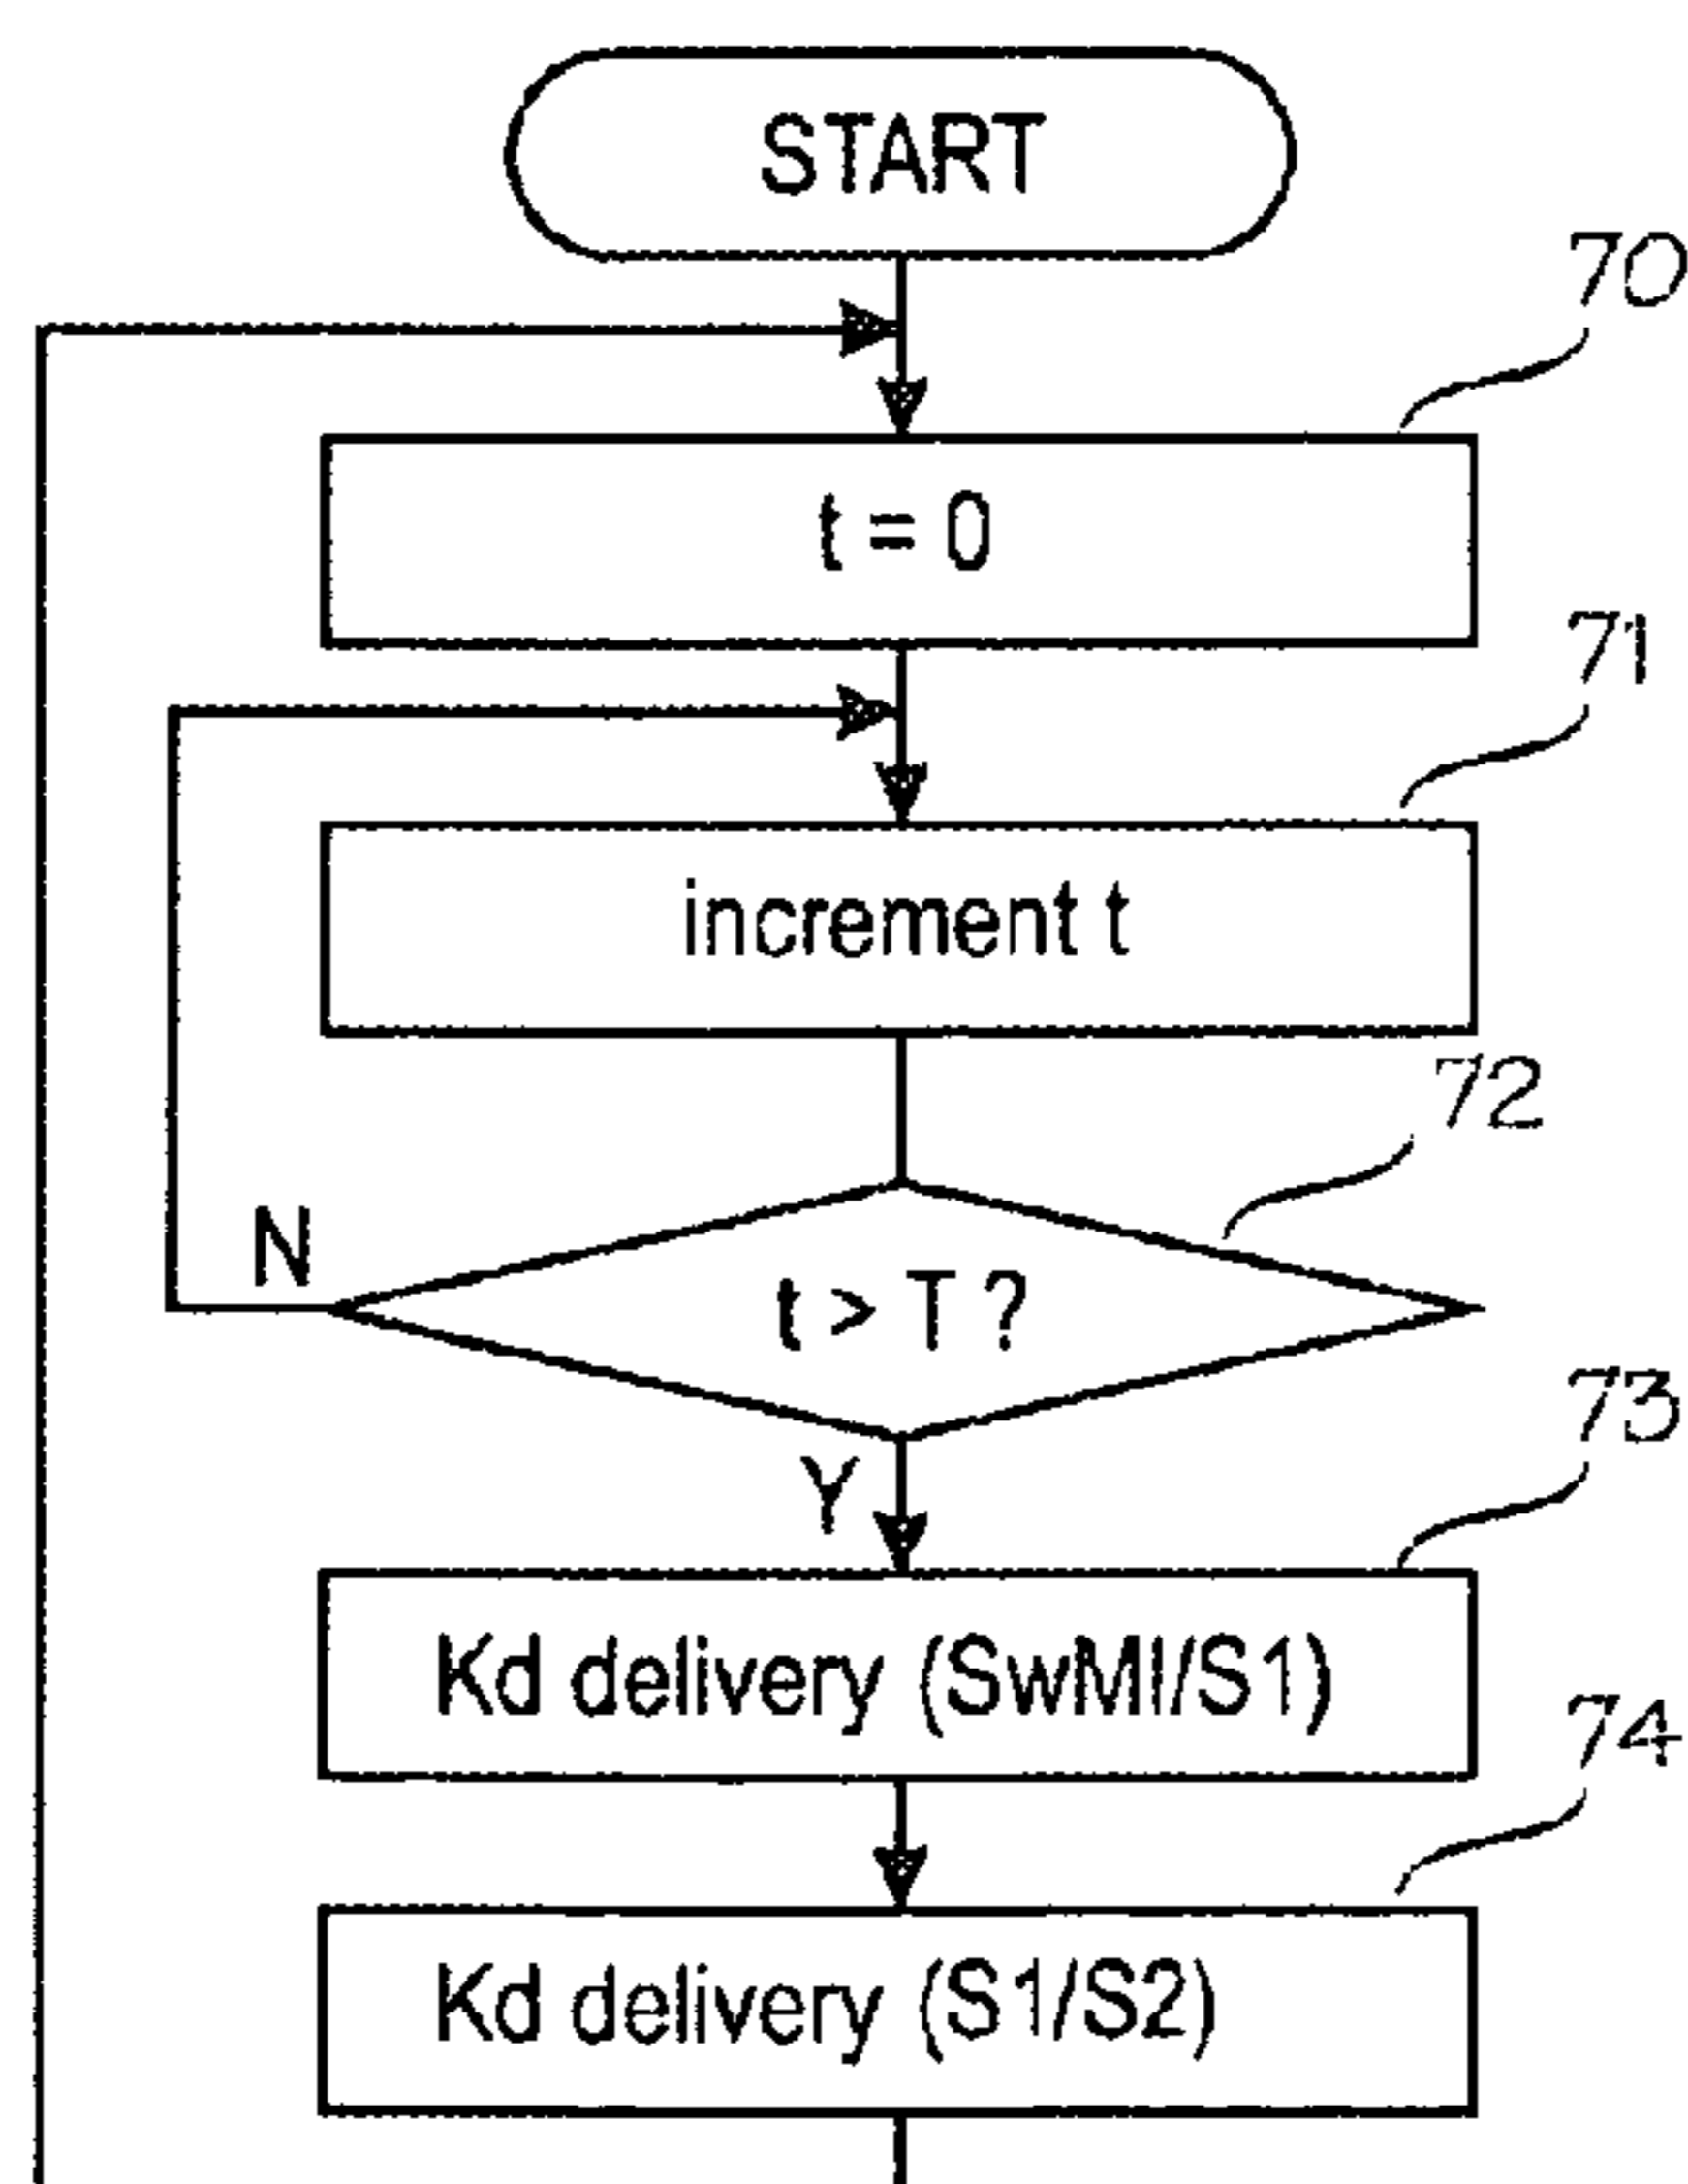 START
70
t = 0
71
increment t
72
N
t > T ?
73
Y
Kd delivery (SwMI/S1)
74
Kd delivery (S1/S2)